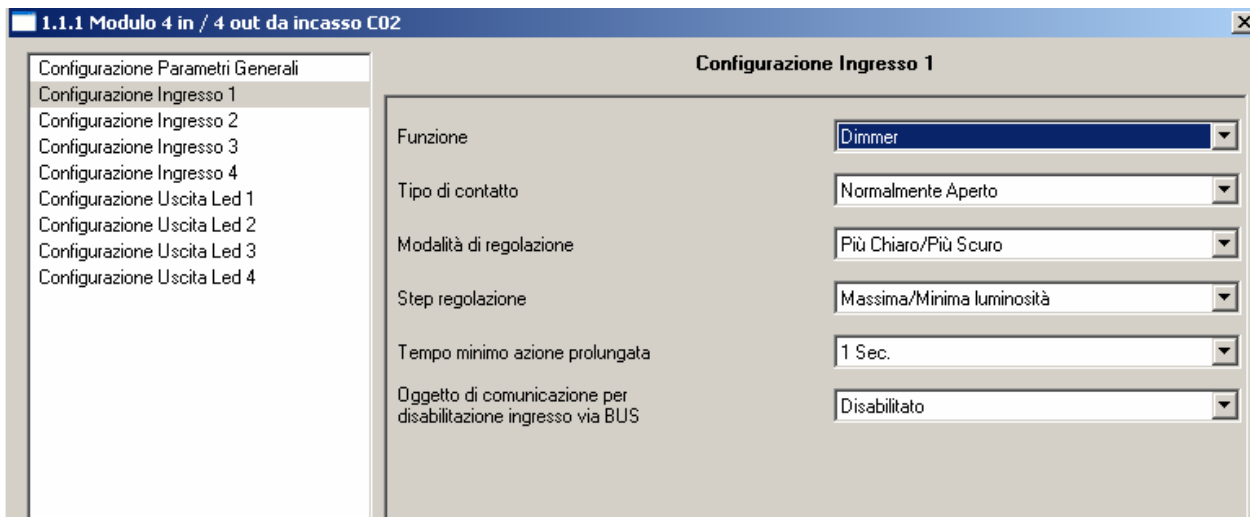 1.1.1 Modulo 4 in / 4 out da incasso C02
Configurazione Parametri Generali
Configurazione Ingresso 1
Configurazione Ingresso 2
Configurazione Ingresso 3
Configurazione Ingresso 4
Configurazione Uscita Led 1
Configurazione Uscita Led 2
Configurazione Uscita Led 3
Configurazione Uscita Led 4
Configurazione Ingresso 1
Funzione
Dimmer
Tipo di contatto
Normalmente Aperto
Modalità di regolazione
Più Chiaro/Più Scuro
Step regolazione
Massima/Minima luminosità
Tempo minimo azione prolungata
1 Sec.
Oggetto di comunicazione per
disabilitazione ingresso via BUS
Disabilitato